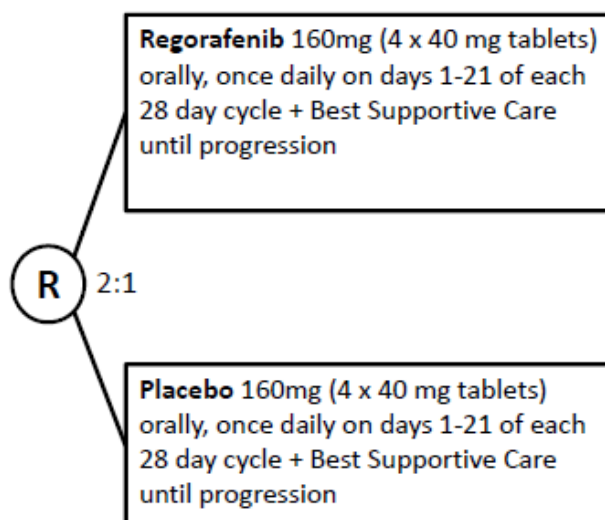 Regorafenib 160mg (4 x 40 mg tablets)
orally, once daily on days 1-21 of each
28 day cycle + Best Supportive Care
until progression
R
2:1
Placebo 160mg (4 x 40 mg tablets)
orally, once daily on days 1-21 of each
28 day cycle + Best Supportive Care
until progression